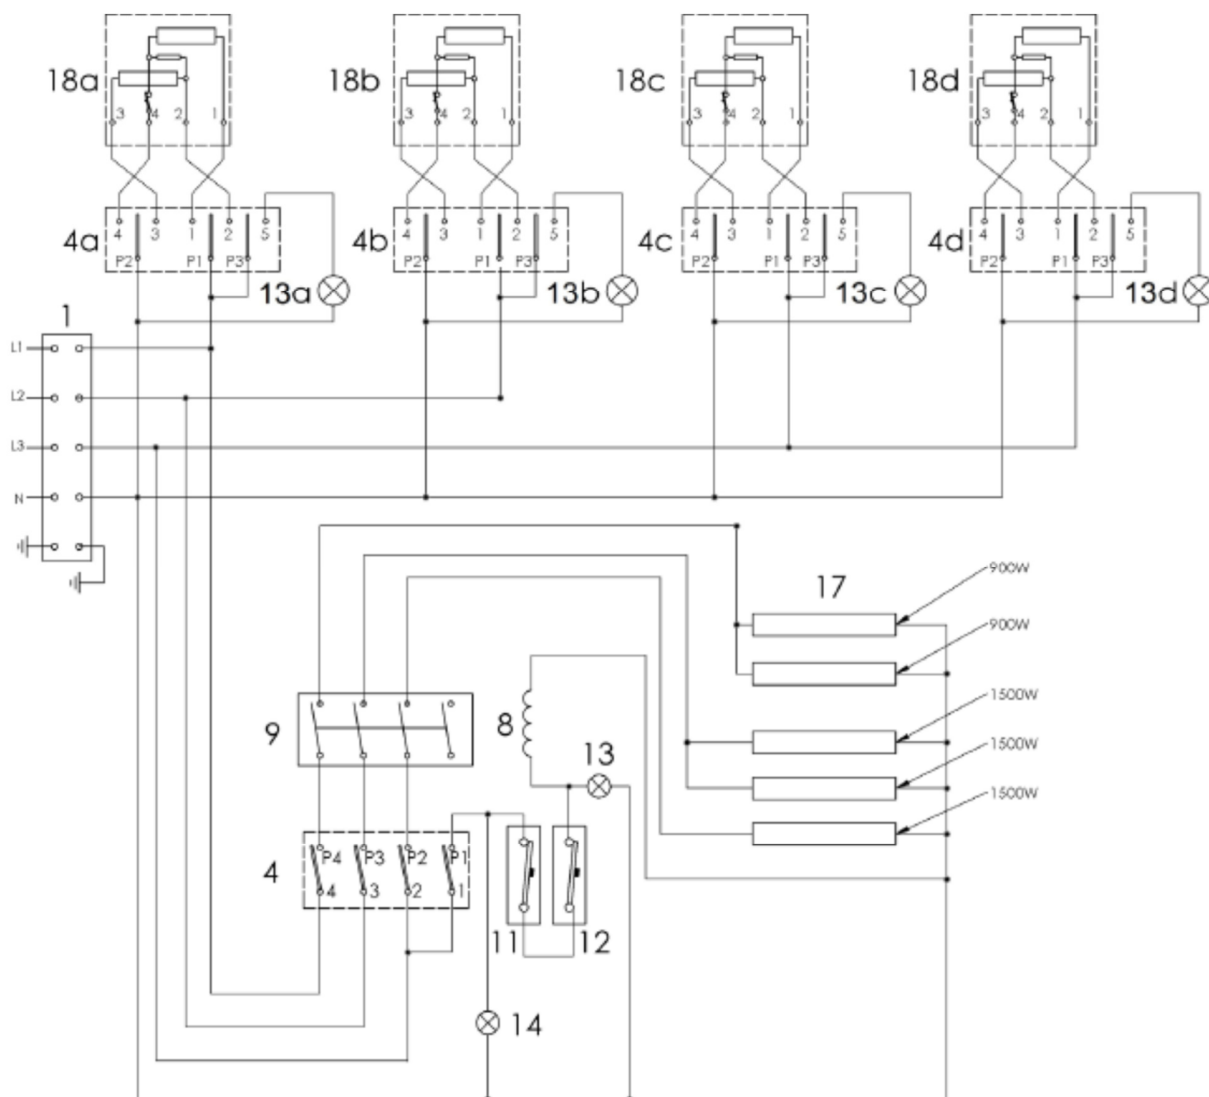 18a 18b 18c 18d
3 4 2 1 3 4 2 1 3 4 2 1 3 4 2 1
4a 4b 4c 4d
4 3 1 2 5 4 3 1 2 5 4 3 1 2 5 4 3 1 2 5
P2 P1 P3 P2 P1 P3 P2 P1 P3 P2 P1 P3
13a 13b 13c 13d
1
L1
L2
L3
N
17
900W
900W
1500W
1500W
1500W
9
8
13
4
P4 P3 P2 P1
4 3 2 1
11 12
14